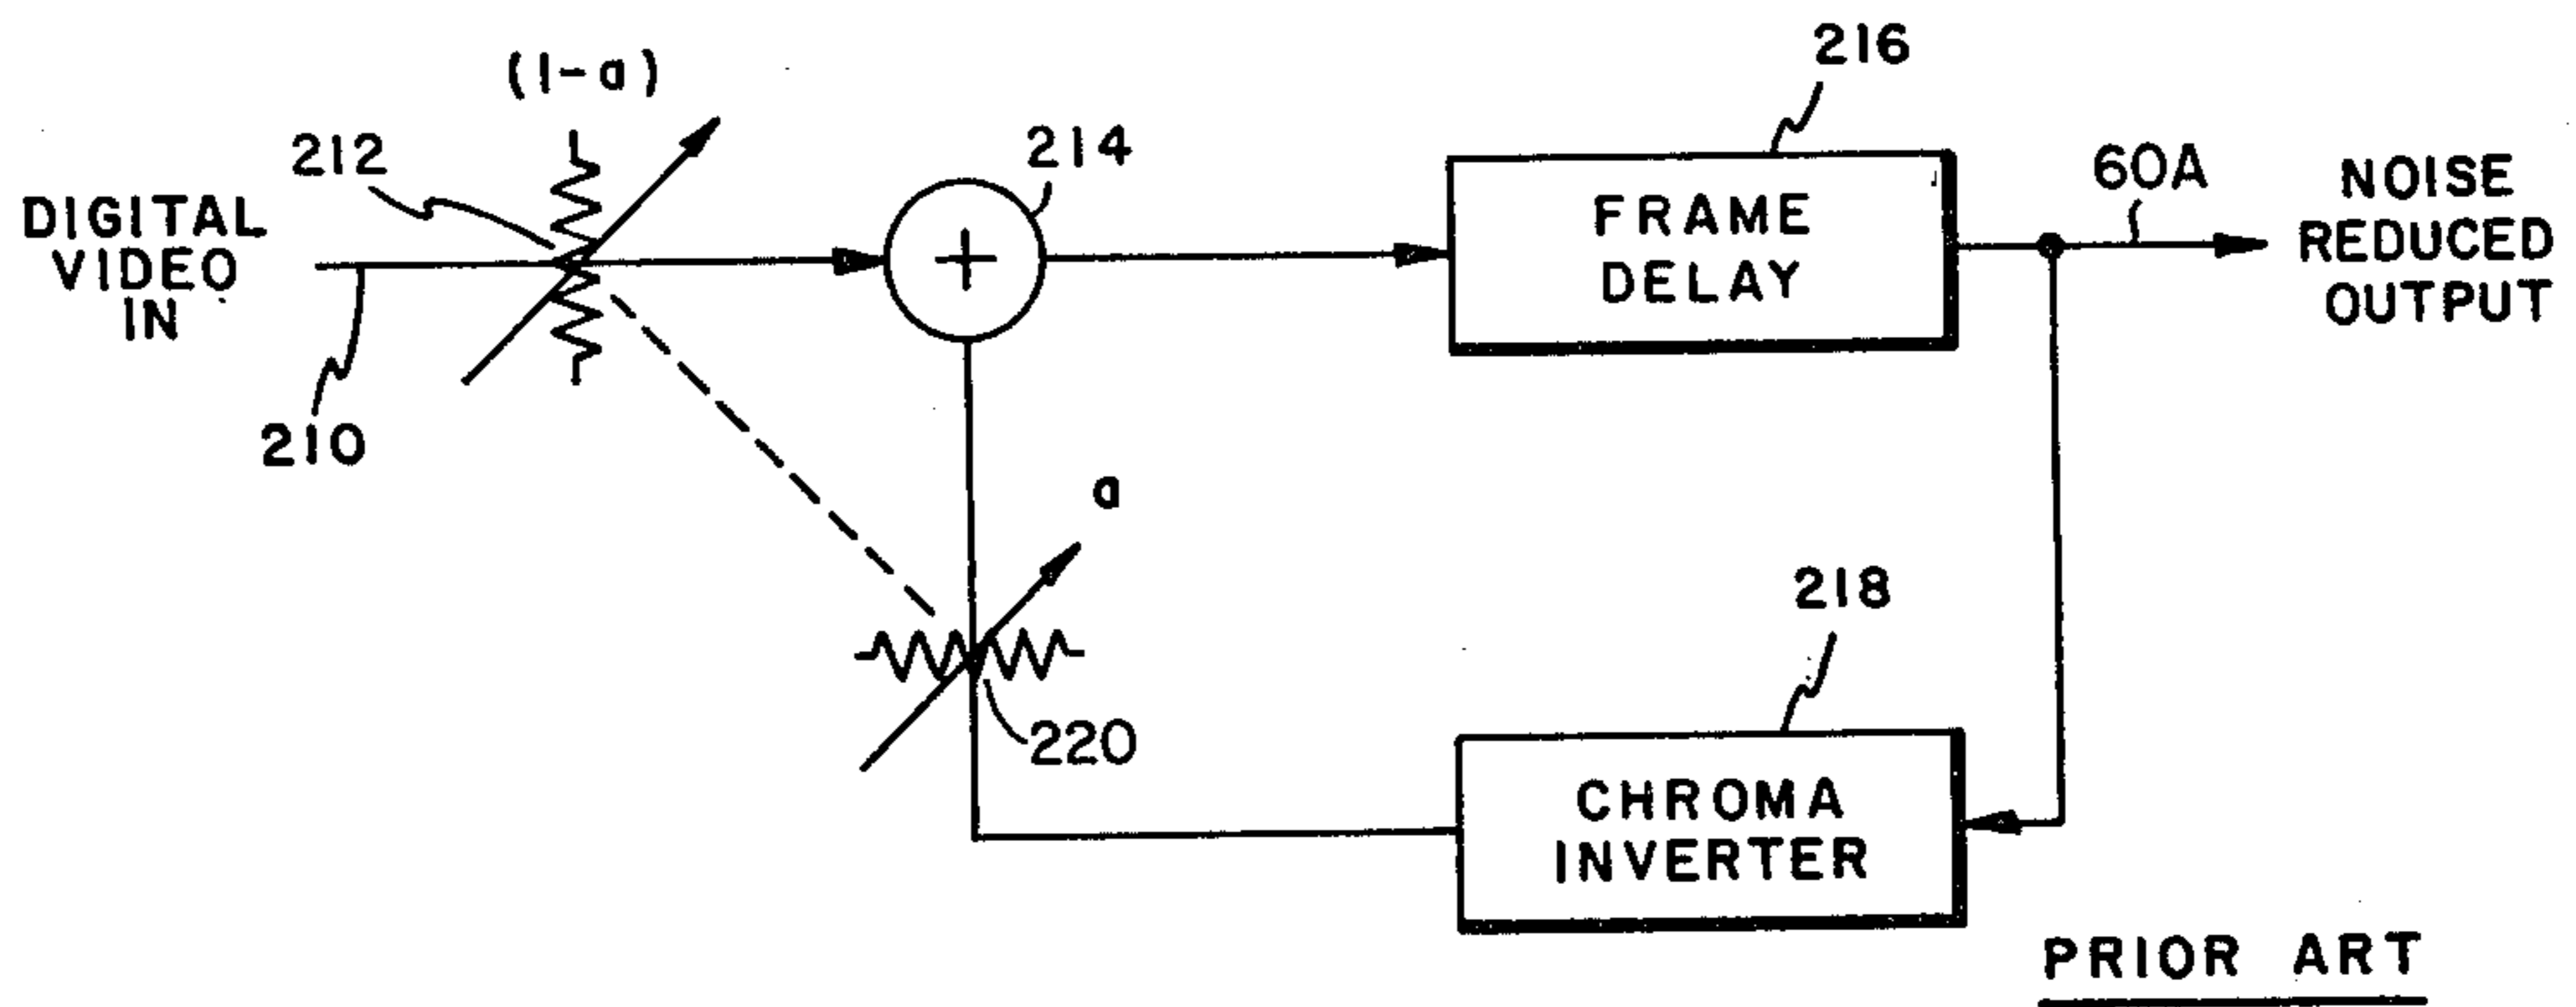 216
(1-a)
212
214
60A
DIGITAL
VIDEO
IN
FRAME
DELAY
NOISE
REDUCED
OUTPUT
+
210
a
218
220
CHROMA
INVERTER
PRIOR ART